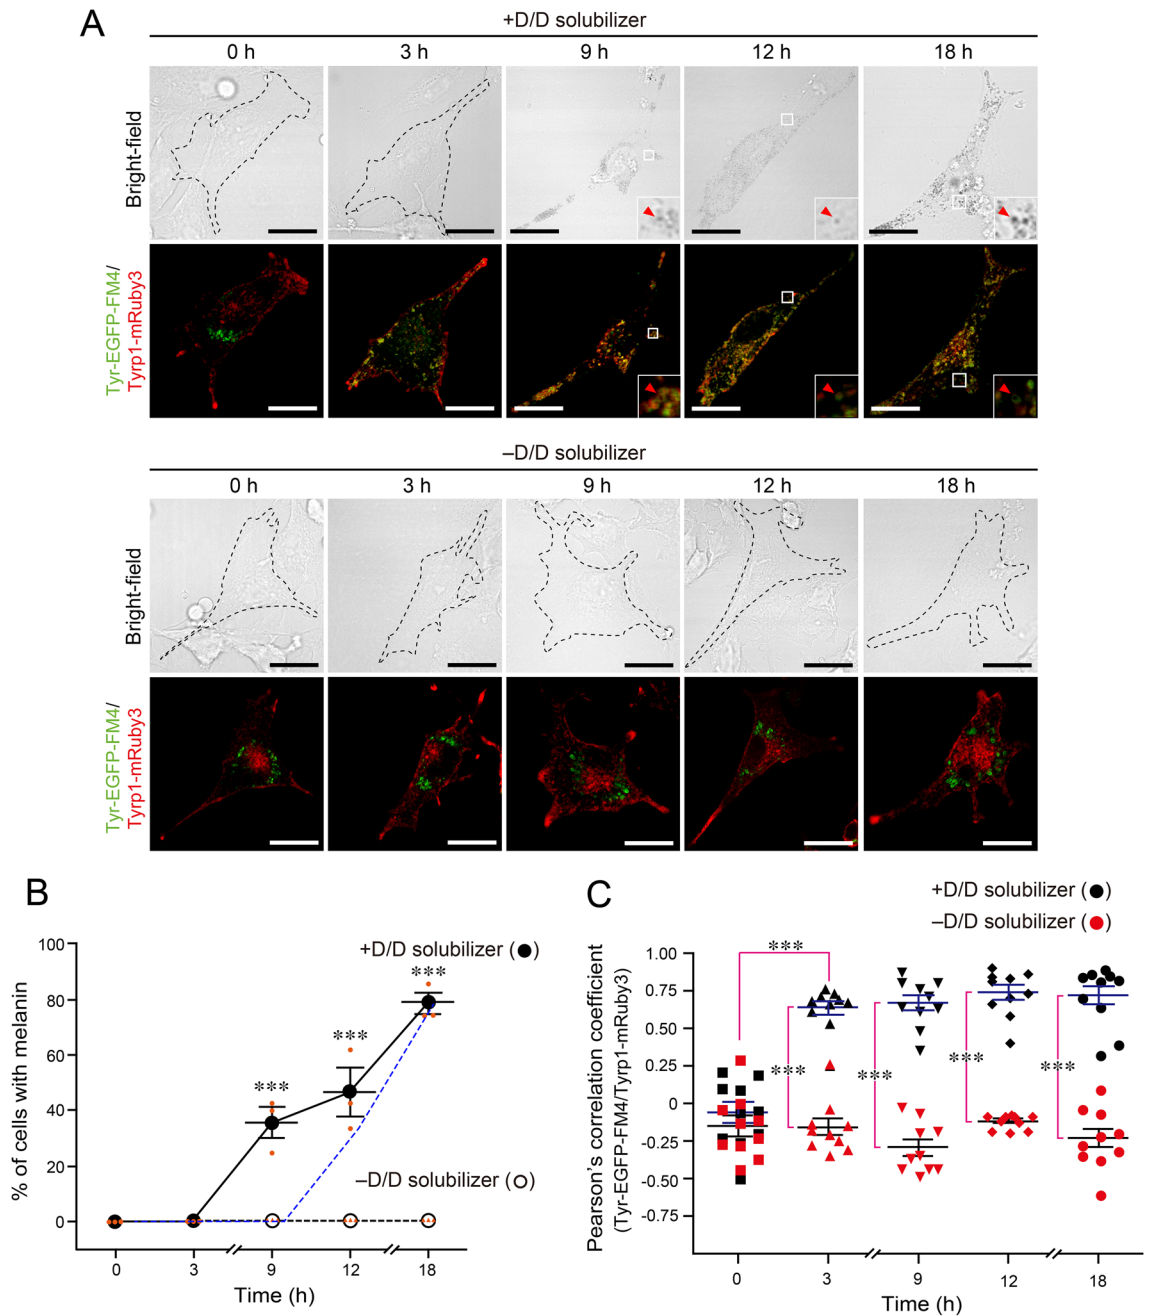 A
+D/D solubilizer
0 h 3 h 9 h 12 h 18 h
Bright-field
Tyr-EGFP-FM4/
Tyrp1-mRuby3
–D/D solubilizer
0 h 3 h 9 h 12 h 18 h
Bright-field
Tyr-EGFP-FM4/
Tyrp1-mRuby3
B
% of cells with melanin
100
80
60
40
20
0
+D/D solubilizer (●)
***
***
***
–D/D solubilizer (○)
0 3 9 12 18
Time (h)
C
+D/D solubilizer (●)
–D/D solubilizer (●)
Pearson's correlation coefficient
(Tyr-EGFP-FM4/Tyrp1-mRuby3)
1.00
0.75
0.50
0.25
0
-0.25
-0.50
-0.75
***
***
***
***
***
0 3 9 12 18
Time (h)